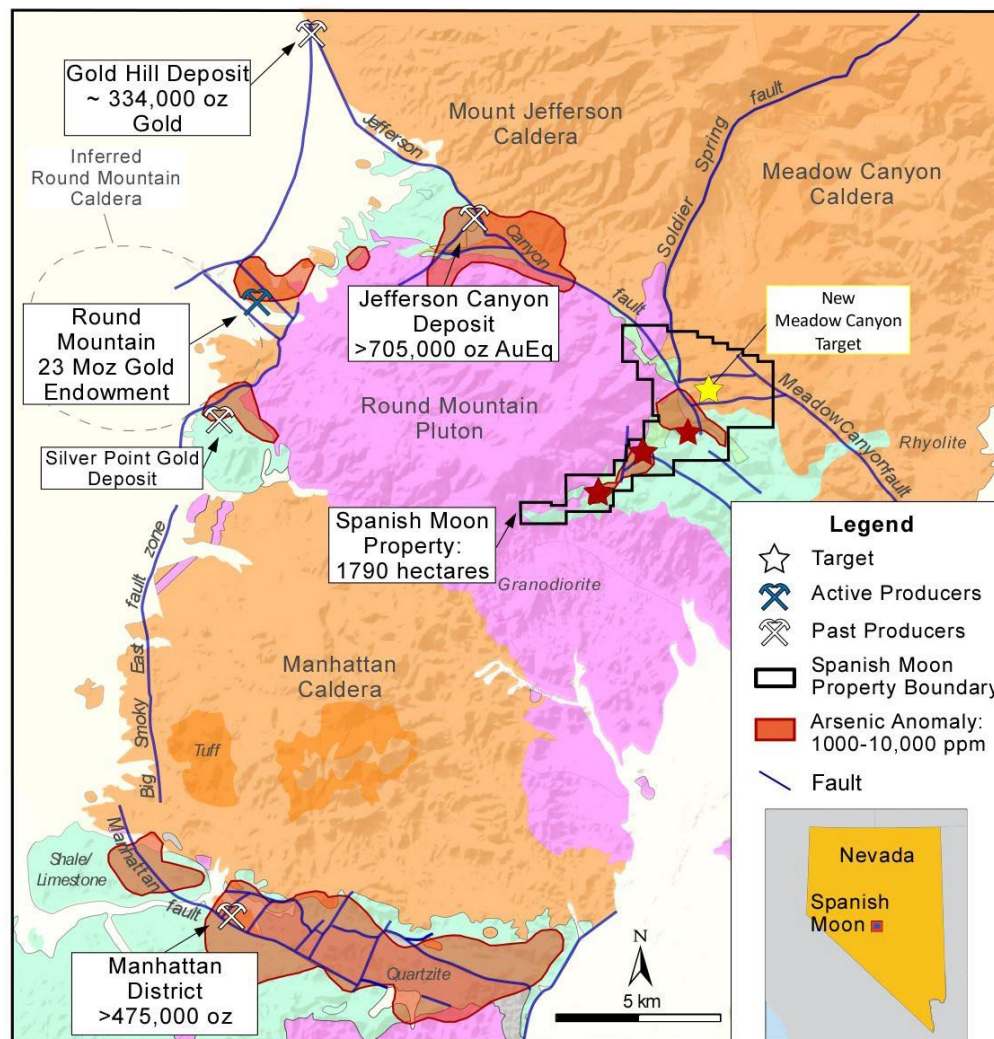 Gold Hill Deposit
~ 334,000 oz
Gold
Jefferson
Canyon
fault
Mount Jefferson
Caldera
Soldier
Spring
fault
Meadow Canyon
Caldera
Inferred
Round Mountain
Caldera
Round
Mountain
23 Moz Gold
Endowment
Jefferson Canyon
Deposit
>705,000 oz AuEq
New
Meadow Canyon
Target
Round Mountain
Pluton
MeadowCanyonfault
Rhyolite
Silver Point Gold
Deposit
Spanish Moon
Property:
1790 hectares
Granodiorite
Big Smoky East fault zone
Manhattan
Caldera
Tuff
Shale/
Limestone
Manhattan
fault
Quartzite
Manhattan
District
>475,000 oz
N
5 km
Legend
Target
Active Producers
Past Producers
Spanish Moon
Property Boundary
Arsenic Anomaly:
1000-10,000 ppm
Fault
Nevada
Spanish
Moon